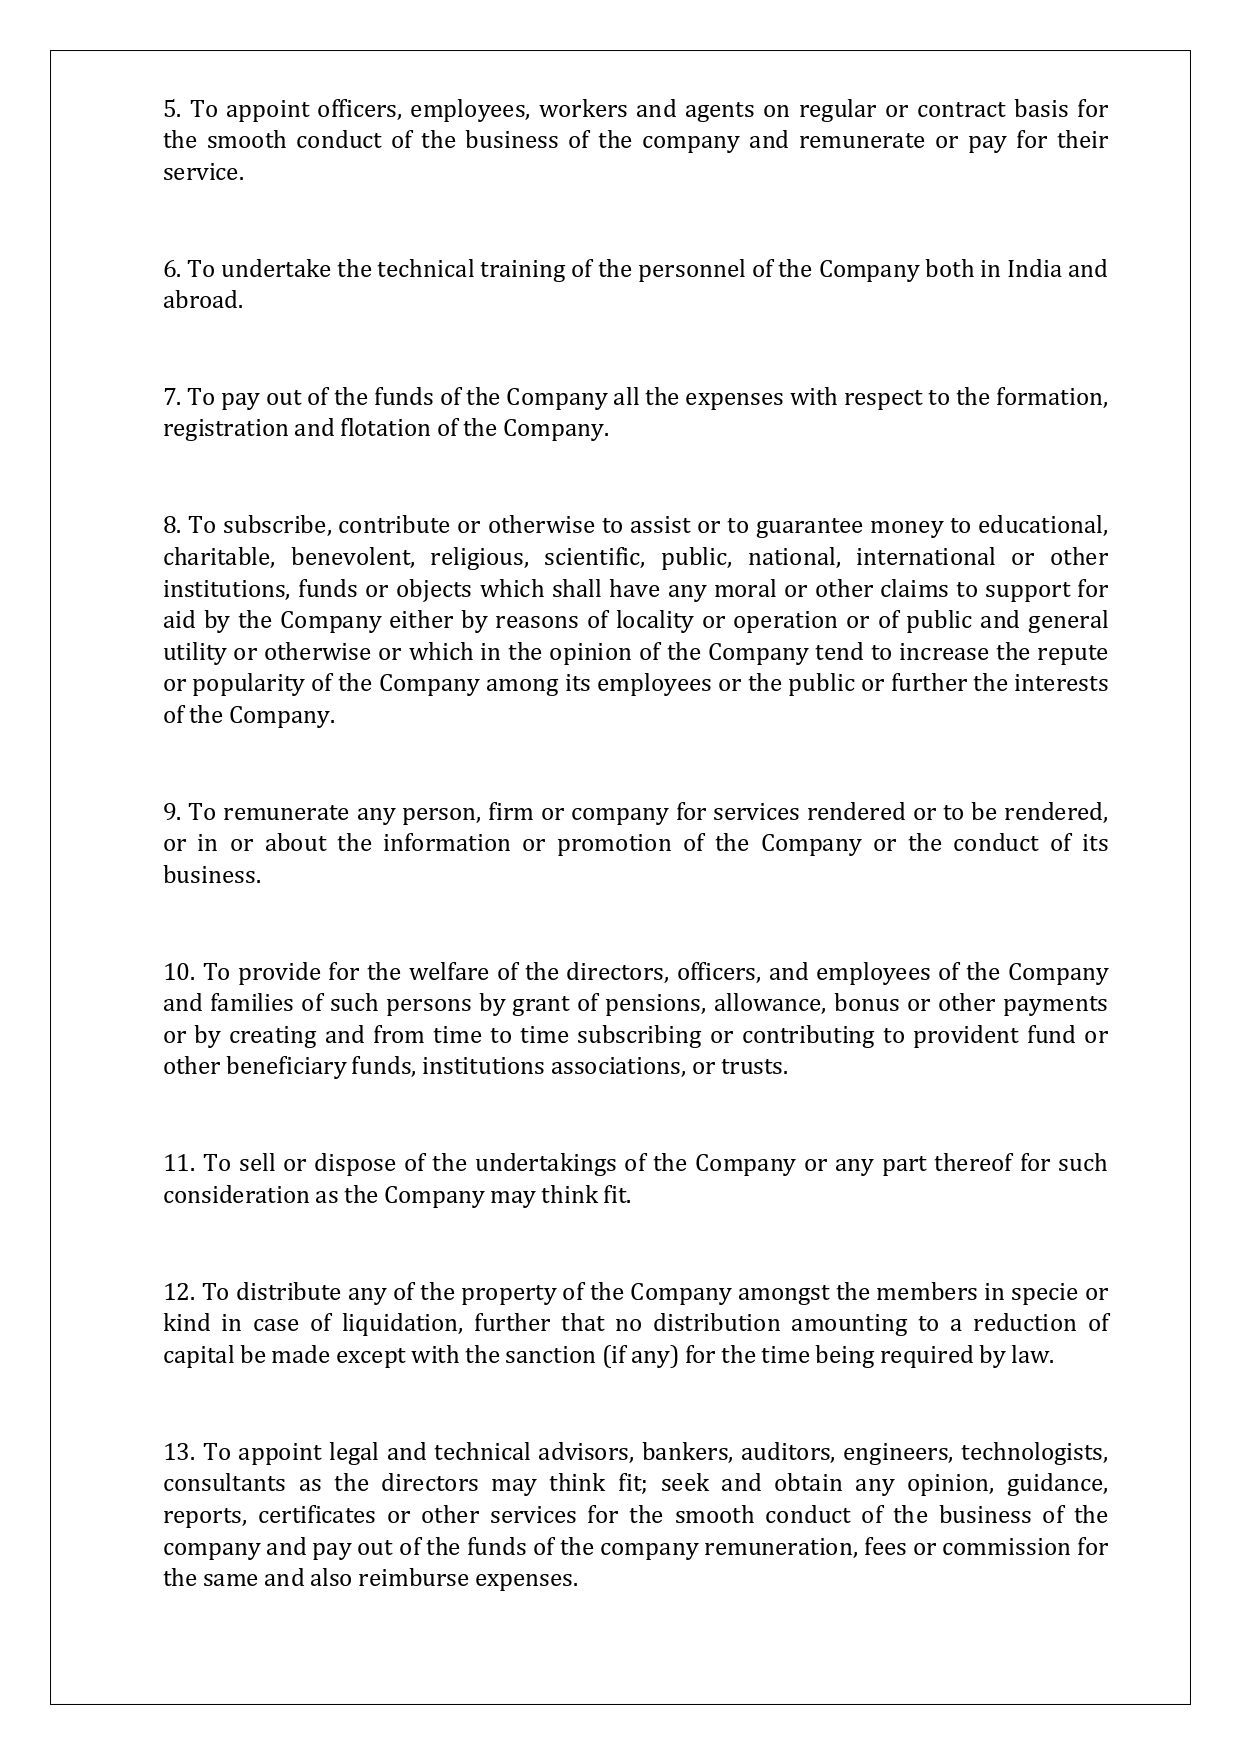 5. To appoint officers, employees, workers and agents on regular or contract basis for
the smooth conduct of the business of the company and remunerate or pay for their
service.
6. To undertake the technical training of the personnel of the Company both in India and
abroad.
7. To pay out of the funds of the Company all the expenses with respect to the formation,
registration and flotation of the Company.
8. To subscribe, contribute or otherwise to assist or to guarantee money to educational,
charitable, benevolent, religious, scientific, public, national, international or other
institutions, funds or objects which shall have any moral or other claims to support for
aid by the Company either by reasons of locality or operation or of public and general
utility or otherwise or which in the opinion of the Company tend to increase the repute
or popularity of the Company among its employees or the public or further the interests
of the Company.
9. To remunerate any person, firm or company for services rendered or to be rendered,
or in or about the information or promotion of the Company or the conduct of its
business.
10. To provide for the welfare of the directors, officers, and employees of the Company
and families of such persons by grant of pensions, allowance, bonus or other payments
or by creating and from time to time subscribing or contributing to provident fund or
other beneficiary funds, institutions associations, or trusts.
11. To sell or dispose of the undertakings of the Company or any part thereof for such
consideration as the Company may think fit.
12. To distribute any of the property of the Company amongst the members in specie or
kind in case of liquidation, further that no distribution amounting to a reduction of
capital be made except with the sanction (if any) for the time being required by law.
13. To appoint legal and technical advisors, bankers, auditors, engineers, technologists,
consultants as the directors may think fit; seek and obtain any opinion, guidance,
reports, certificates or other services for the smooth conduct of the business of the
company and pay out of the funds of the company remuneration, fees or commission for
the same and also reimburse expenses.